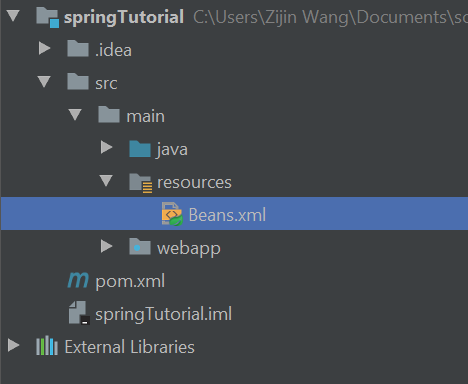 springTutorial C:\Users\Zijin Wang\Documents\sc
.idea
src
main
java
resources
Beans.xml
webapp
pom.xml
springTutorial.iml
External Libraries